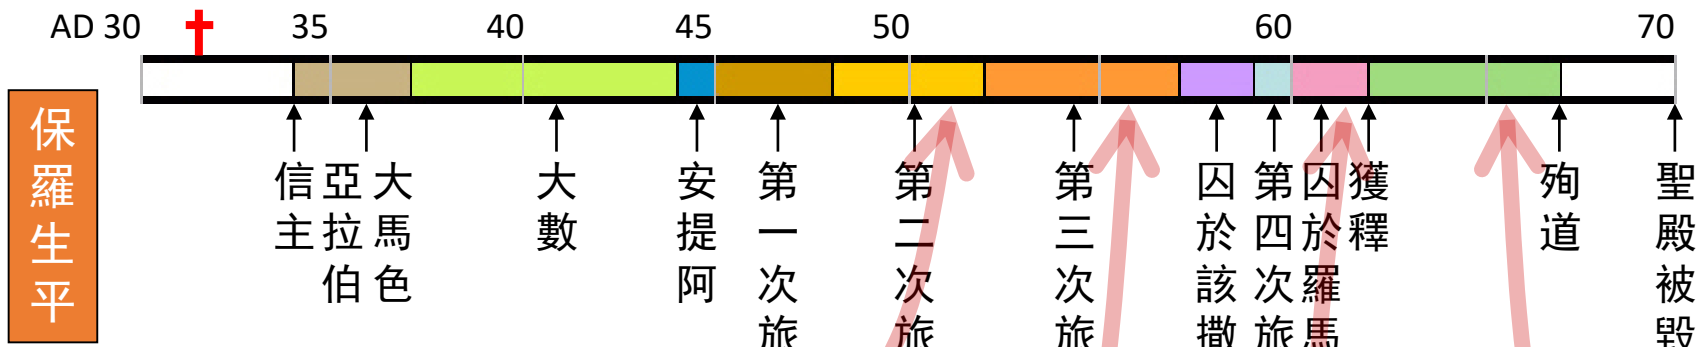 AD 30 35 40 45 50 60 70
保羅生平
信主
亞拉伯
大馬色
大數
安提阿
第一次旅
第二次旅
第三次旅
囚於該撒
第四次旅
囚於羅馬
獲釋
殉道
聖殿被毀